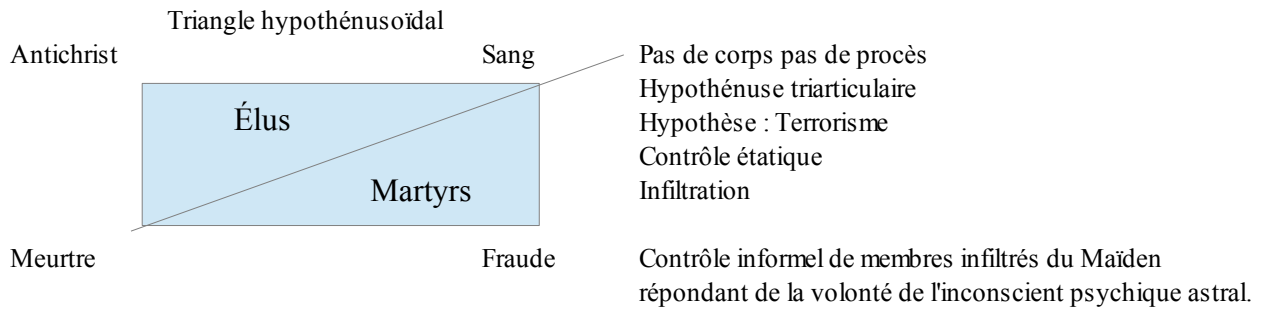 Triangle hypothénusoïdal
Antichrist
Sang
Pas de corps pas de procès
Hypothénuse triarticulaire
Élus
Hypothèse : Terrorisme
Contrôle étatique
Martyrs
Infiltration
Meurtre
Fraude
Contrôle informel de membres infiltrés du Maïden
répondant de la volonté de l'inconscient psychique astral.